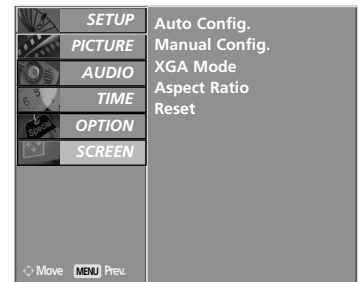 SETUP
PICTURE
AUDIO
TIME
OPTION
SCREEN
Auto Config.
Manual Config.
XGA Mode
Aspect Ratio
Reset
Move MENU Prev.